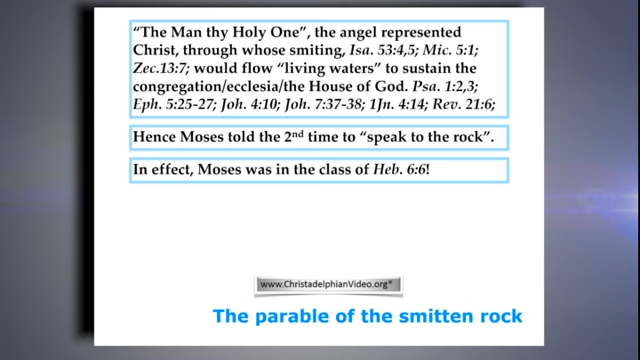 “The Man thy Holy One”, the angel represented
Christ, through whose smiting, Isa. 53:4,5; Mic. 5:1;
Zec.13:7; would flow “living waters” to sustain the
congregation/ecclesia/the House of God. Psa. 1:2,3;
Eph. 5:25-27; Joh. 4:10; Joh. 7:37-38; 1Jn. 4:14; Rev. 21:6;
Hence Moses told the 2nd time to “speak to the rock”.
In effect, Moses was in the class of Heb. 6:6!
www.ChristadelphianVideo.org®
The parable of the smitten rock